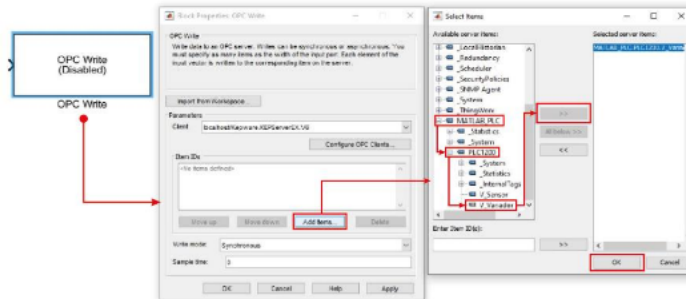 OPC Write
(Disabled)
OPC Write
Block Properties: OPC Write
OPC Write
Write data to an OPC server. Writes can be synchronous or asynchronous. You
must specify as many items as the width of the input port. Each element of the
input vector is written to the corresponding item on the server.
Import from Workspace...
Parameters
Client
localhost/Kepware.KEPServerEX.V6
Configure OPC Clients...
Item IDs
<No items defined>
Move up
Move down
Add Items...
Delete
Write mode:
Synchronous
Sample time:
OK
Cancel
Help
Apply
Select Items
Available server items:
_LocalHistorian
_Redundancy
_Scheduler
_SecurityPolicies
_SNMP Agent
_System
_ThingWorx
MATLAB_PLC
_Statistics
_System
PLC1200
_System
_Statistics
_InternalTags
V_Sensor
V_Variador
Enter Item ID(s):
>>
All below >>
<<
>>
Selected server items:
MATLAB_PLC.PLC1200.V_Varia
OK
Cancel